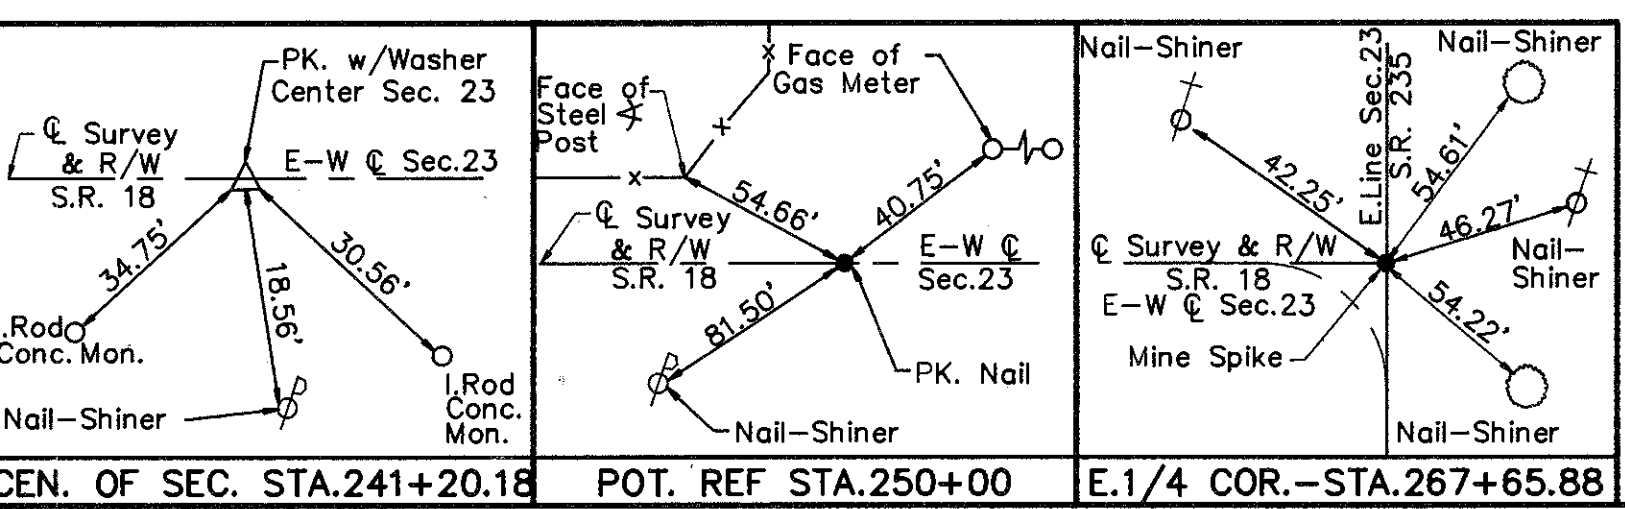 PK. w/Washer
Center Sec. 23
℄ Survey
& R/W
S.R. 18
E-W ℄ Sec.23
34.75'
18.56'
30.56'
I.Rod
Conc. Mon.
Nail-Shiner
I.Rod
Conc.
Mon.
CEN. OF SEC. STA.241+20.18
Face of
Steel
Post
Face of
Gas Meter
54.66'
40.75'
℄ Survey
& R/W
S.R. 18
E-W ℄
Sec.23
81.50'
PK. Nail
Nail-Shiner
POT. REF STA.250+00
Nail-Shiner
E.Line Sec.23
S.R. 235
Nail-Shiner
42.25'
54.61'
46.27'
Nail-
Shiner
℄ Survey & R/W
S.R. 18
E-W ℄ Sec.23
54.22'
Mine Spike
Nail-Shiner
E.1/4 COR.-STA.267+65.88